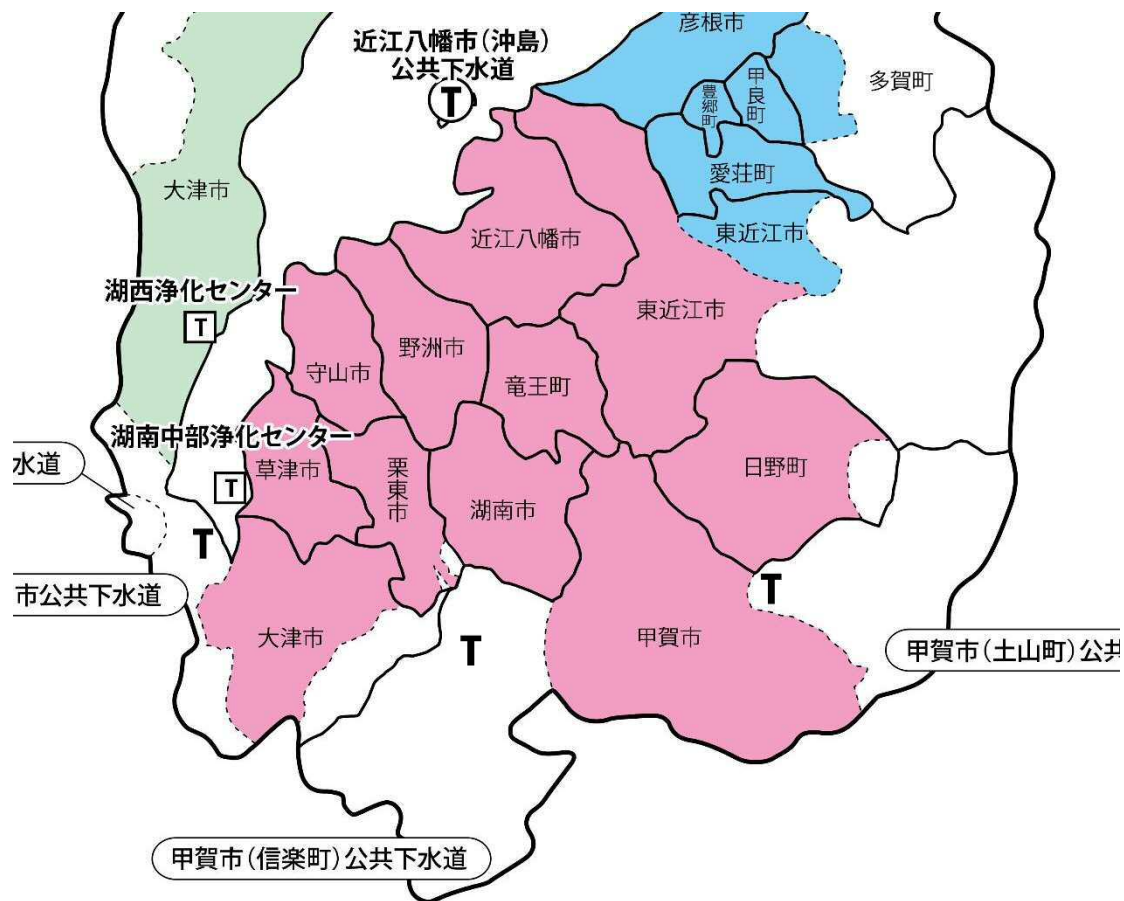 彦根市
近江八幡市（沖島）
公共下水道
T
豊郷町
甲良町
多賀町
大津市
愛荘町
近江八幡市
東近江市
湖西浄化センター
T
東近江市
野洲市
守山市
竜王町
湖南中部浄化センター
水道
草津市
T
栗東市
湖南市
日野町
T
市公共下水道
T
大津市
T
甲賀市
甲賀市（土山町）公共
甲賀市（信楽町）公共下水道